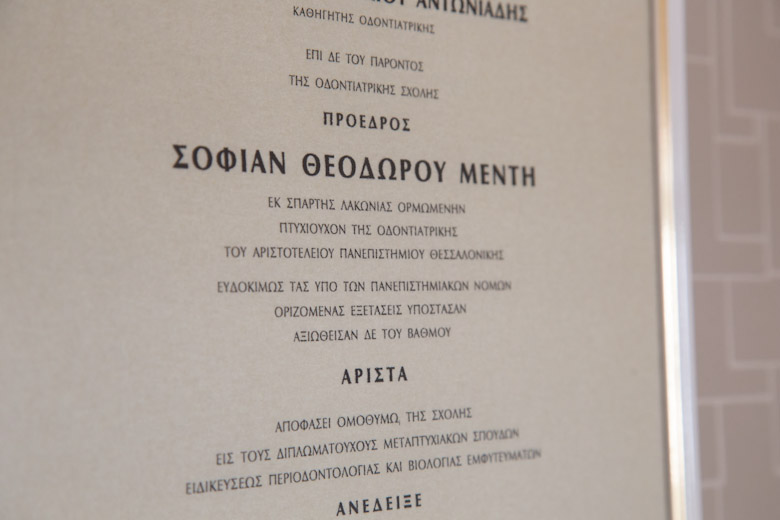 ΑΝΤΩΝΙΑΔΗΣ
ΚΑΘΗΓΗΤΗΣ ΟΔΟΝΤΙΑΤΡΙΚΗΣ
ΕΠΙ ΔΕ ΤΟΥ ΠΑΡΟΝΤΟΣ
ΤΗΣ ΟΔΟΝΤΙΑΤΡΙΚΗΣ ΣΧΟΛΗΣ
ΠΡΟΕΔΡΟΣ
ΣΟΦΙΑΝ ΘΕΟΔΩΡΟΥ ΜΕΝΤΗ
ΕΚ ΣΠΑΡΤΗΣ ΛΑΚΩΝΙΑΣ ΟΡΜΩΜΕΝΗΝ
ΠΤΥΧΙΟΥΧΟΝ ΤΗΣ ΟΔΟΝΤΙΑΤΡΙΚΗΣ
ΤΟΥ ΑΡΙΣΤΟΤΕΛΕΙΟΥ ΠΑΝΕΠΙΣΤΗΜΙΟΥ ΘΕΣΣΑΛΟΝΙΚΗΣ
ΕΥΔΟΚΙΜΩΣ ΤΑΣ ΥΠΟ ΤΩΝ ΠΑΝΕΠΙΣΤΗΜΙΑΚΩΝ ΝΟΜΩΝ
ΟΡΙΖΟΜΕΝΑΣ ΕΞΕΤΑΣΕΙΣ ΥΠΟΣΤΑΣΑΝ
ΑΞΙΩΘΕΙΣΑΝ ΔΕ ΤΟΥ ΒΑΘΜΟΥ
ΑΡΙΣΤΑ
ΑΠΟΦΑΣΕΙ ΟΜΟΘΥΜΩ, ΤΗΣ ΣΧΟΛΗΣ
ΕΙΣ ΤΟΥΣ ΔΙΠΛΩΜΑΤΟΥΧΟΥΣ ΜΕΤΑΠΤΥΧΙΑΚΩΝ ΣΠΟΥΔΩΝ
ΕΙΔΙΚΕΥΣΕΩΣ ΠΕΡΙΟΔΟΝΤΟΛΟΓΙΑΣ ΚΑΙ ΒΙΟΛΟΓΙΑΣ ΕΜΦΥΤΕΥΜΑΤΩΝ
ΑΝΕΔΕΙΞΕ